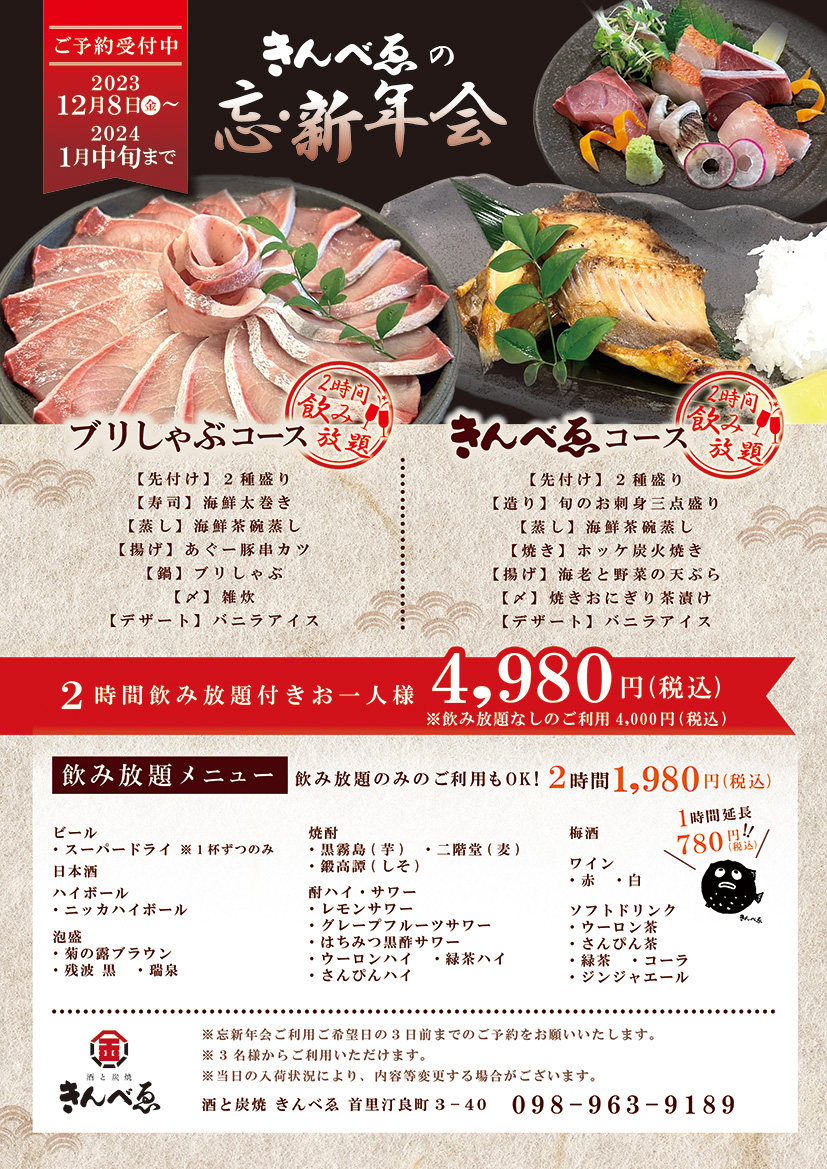 ご予約受付中
2023
12月8日㊎〜
2024
1月中旬まで
きんべゑの
忘・新年会
2時間
飲み
放題
ブリしゃぶコース
【先付け】2種盛り
【寿司】海鮮太巻き
【蒸し】海鮮茶碗蒸し
【揚げ】あぐー豚串カツ
【鍋】ブリしゃぶ
【〆】雑炊
【デザート】バニラアイス
2時間
飲み
放題
きんべゑコース
【先付け】2種盛り
【造り】旬のお刺身三点盛り
【蒸し】海鮮茶碗蒸し
【焼き】ホッケ炭火焼き
【揚げ】海老と野菜の天ぷら
【〆】焼きおにぎり茶漬け
【デザート】バニラアイス
2時間飲み放題付きお一人様 4,980円(税込)
※飲み放題なしのご利用 4,000円(税込)
飲み放題メニュー 飲み放題のみのご利用もOK! 2時間1,980円(税込)
1時間延長
780円!!(税込)
きんべゑ
ビール
・スーパードライ ※1杯ずつのみ
日本酒
ハイボール
・ニッカハイボール
泡盛
・菊の露ブラウン
・残波 黒 ・瑞泉
焼酎
・黒霧島(芋) ・二階堂(麦)
・鍛高譚(しそ)
酎ハイ・サワー
・レモンサワー
・グレープフルーツサワー
・はちみつ黒酢サワー
・ウーロンハイ ・緑茶ハイ
・さんぴんハイ
梅酒
ワイン
・赤 ・白
ソフトドリンク
・ウーロン茶
・さんぴん茶
・緑茶 ・コーラ
・ジンジャエール
金
酒と炭焼
きんべゑ
※忘新年会ご利用ご希望日の3日前までのご予約をお願いいたします。
※3名様からご利用いただけます。
※当日の入荷状況により、内容等変更する場合がございます。
酒と炭焼 きんべゑ 首里汀良町3-40 098-963-9189